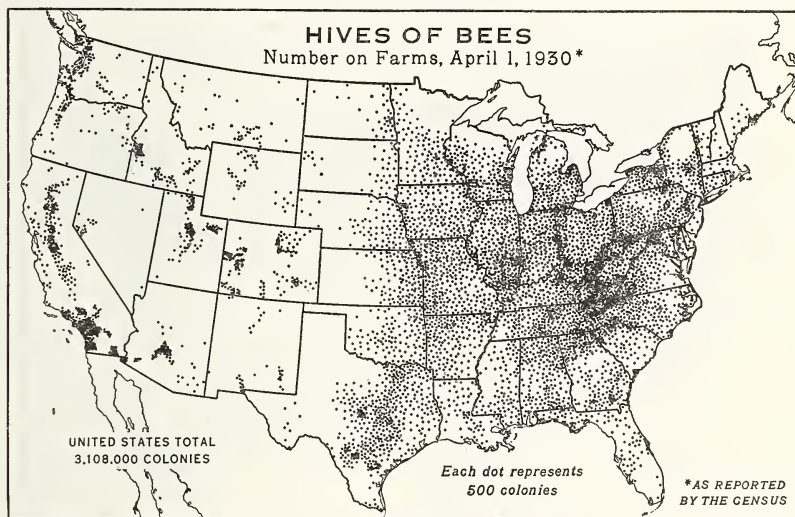 HIVES OF BEES
Number on Farms, April 1, 1930*
UNITED STATES TOTAL
3,108.000 COLONIES
Each dot represents
500 colonies
*AS REPORTED
BY THE CENSUS